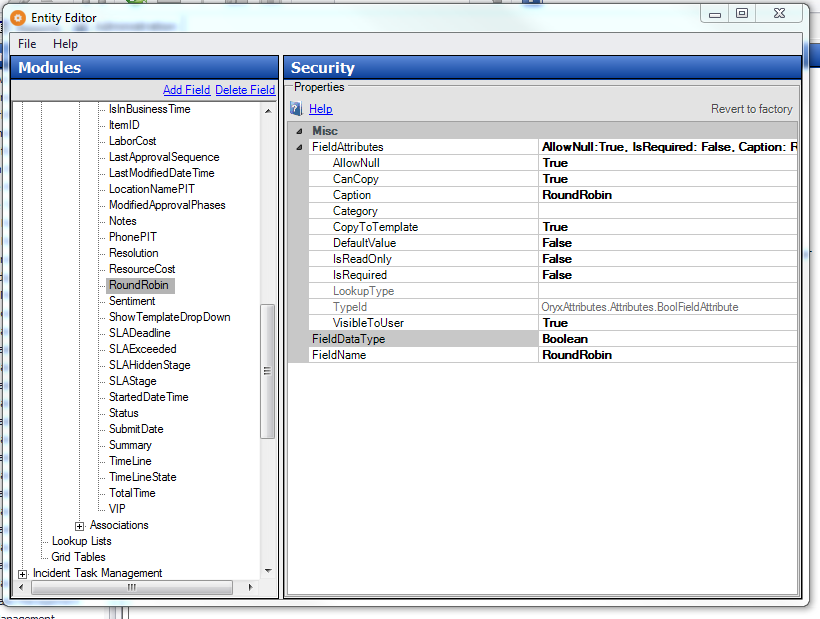 Entity Editor
File Help
Modules
Add Field Delete Field
IsInBusinessTime
ItemID
LaborCost
LastApprovalSequence
LastModifiedDateTime
LocationNamePIT
ModifiedApprovalPhases
Notes
PhonePIT
Resolution
ResourceCost
RoundRobin
Sentiment
ShowTemplateDropDown
SLADeadline
SLAExceeded
SLAHiddenStage
SLAStage
StartedDateTime
Status
SubmitDate
Summary
TimeLine
TimeLineState
TotalTime
VIP
Associations
Lookup Lists
Grid Tables
Incident Task Management
Security
Properties
Help Revert to factory
Misc
FieldAttributes AllowNull:True, IsRequired: False, Caption: R
AllowNull True
CanCopy True
Caption RoundRobin
Category
CopyToTemplate True
DefaultValue False
IsReadOnly False
IsRequired False
LookupType
TypeId OryxAttributes.Attributes.BoolFieldAttribute
VisibleToUser True
FieldDataType Boolean
FieldName RoundRobin